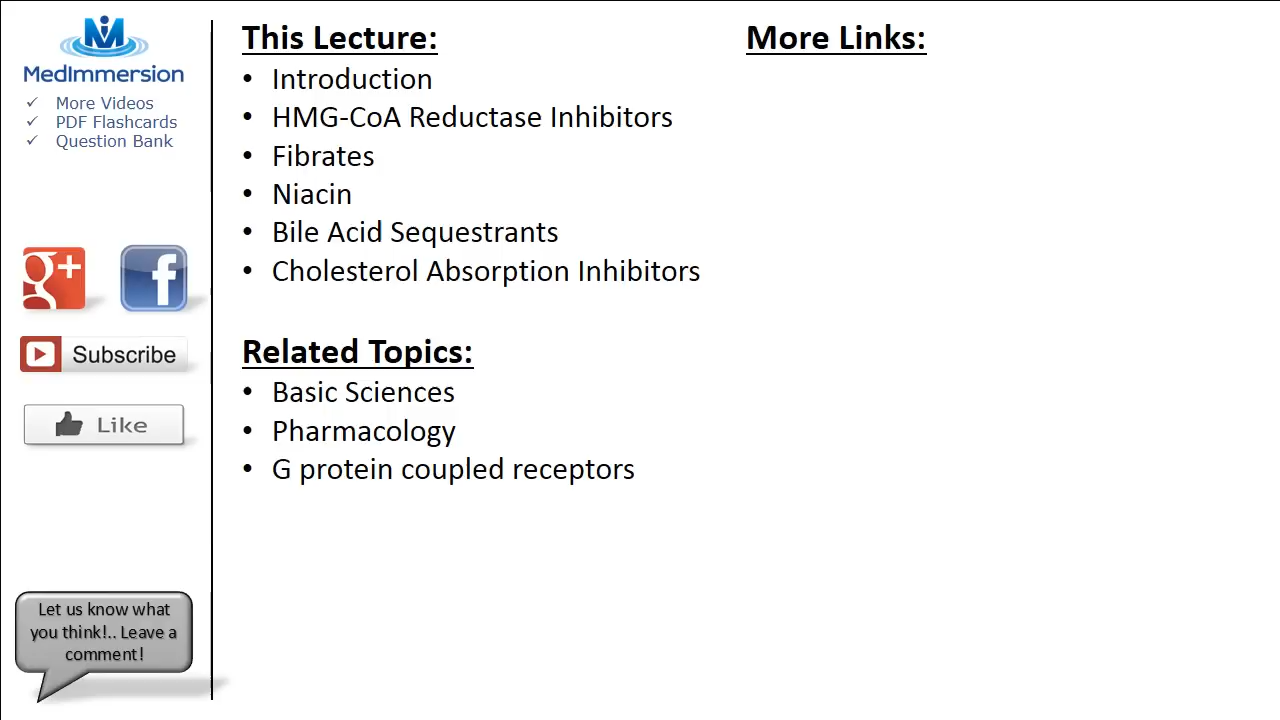 MedImmersion
✓ More Videos
✓ PDF Flashcards
✓ Question Bank
g+
f
Subscribe
Like
Let us know what
you think!.. Leave a
comment!
This Lecture:
• Introduction
• HMG-CoA Reductase Inhibitors
• Fibrates
• Niacin
• Bile Acid Sequestrants
• Cholesterol Absorption Inhibitors
Related Topics:
• Basic Sciences
• Pharmacology
• G protein coupled receptors
More Links: